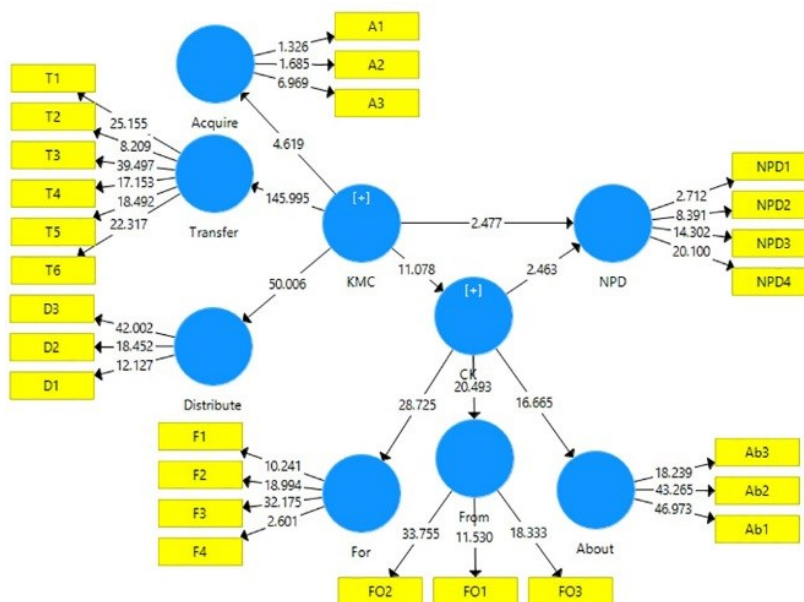 A1
1.326
T1
1.685
A2
6.969
T2
A3
25.155
Acquire
8.209
T3
4.619
39.497
NPD1
17.153
T4
[+]
2.712
18.492
145.995
8.391
NPD2
T5
22.317
2.477
14.302
NPD3
Transfer
20.100
T6
11.078
KMC
2.463
NPD
NPD4
50.006
[+]
D3
42.002
D2
18.452
12.127
D1
CK
20.493
Distribute
28.725
16.665
F1
10.241
Ab3
F2
18.994
18.239
32.175
43.265
Ab2
F3
2.601
46.973
From
Ab1
F4
33.755
11.530
18.333
For
About
FO2
FO1
FO3